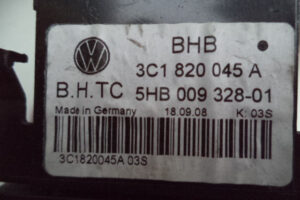 BHB
3C1 820 045 A
B.H.TC 5HB 009 328-01
Made in Germany 18.09.08 K: 03S
3C1820045A 03S